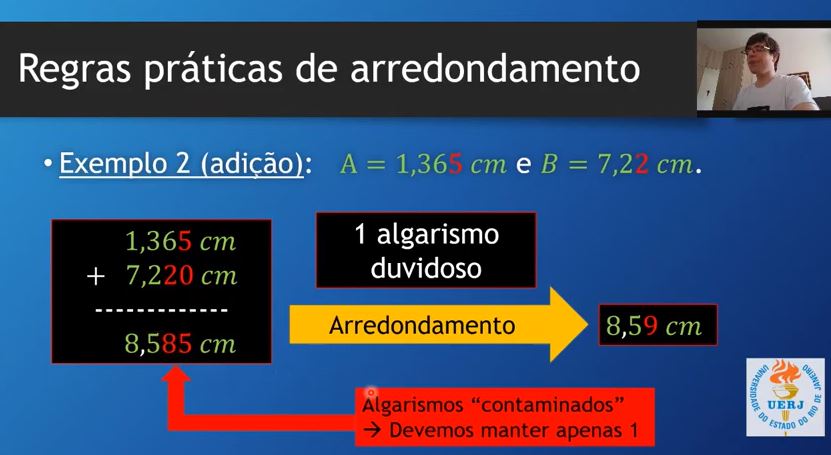 Regras práticas de arredondamento
• Exemplo 2 (adição): A = 1,365 cm e B = 7,22 cm.
1,365 cm
+ 7,220 cm
-------------
8,585 cm
1 algarismo
duvidoso
Arredondamento
8,59 cm
Algarismos “contaminados”
→ Devemos manter apenas 1
UERJ
UNIVERSIDADE DO ESTADO DO RIO DE JANEIRO